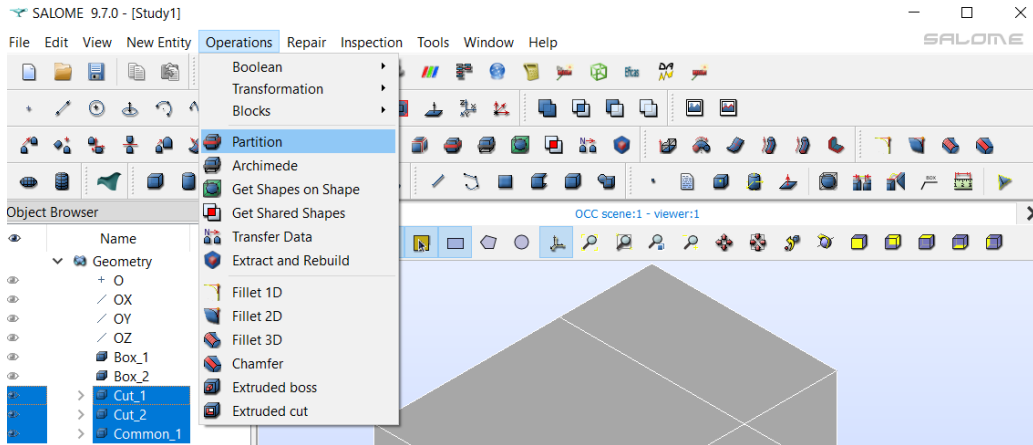 SALOME 9.7.0 - [Study1]
File Edit View New Entity Operations Repair Inspection Tools Window Help
SALOME
Boolean
Transformation
Blocks
Partition
Archimede
Get Shapes on Shape
Get Shared Shapes
Transfer Data
Extract and Rebuild
Fillet 1D
Fillet 2D
Fillet 3D
Chamfer
Extruded boss
Extruded cut
Object Browser
Name
Geometry
O
OX
OY
OZ
Box_1
Box_2
Cut_1
Cut_2
Common_1
OCC scene:1 - viewer:1